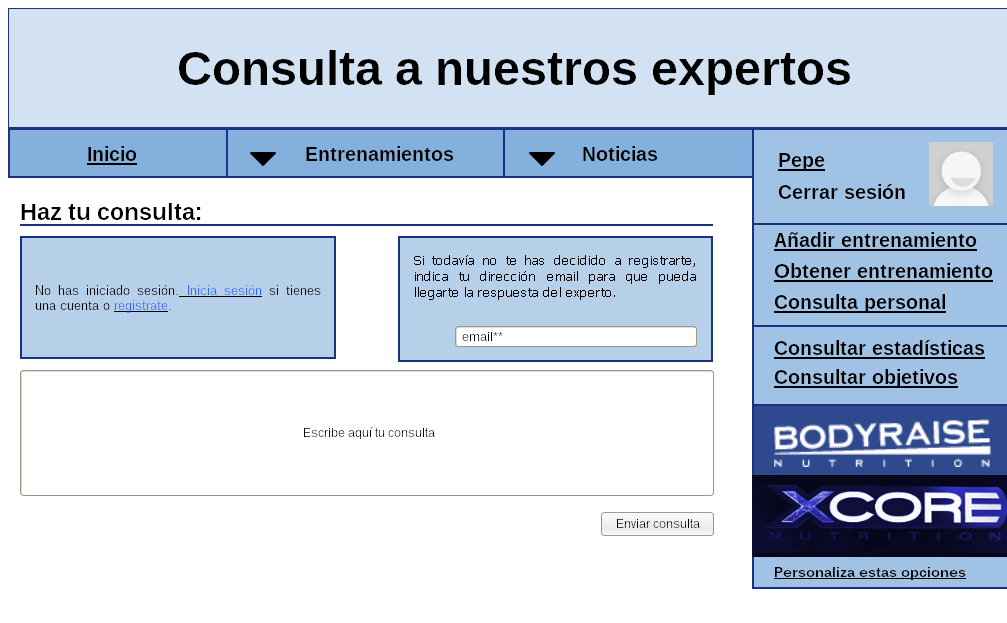 Consulta a nuestros expertos
Inicio
Entrenamientos
Noticias
Pepe
Cerrar sesión
Haz tu consulta:
No has iniciado sesión. Inicia sesión si tienes
una cuenta o registrate.
Si todavía no te has decidido a registrarte,
indica tu dirección email para que pueda
llegarte la respuesta del experto.
email**
Escribe aquí tu consulta
Enviar consulta
Añadir entrenamiento
Obtener entrenamiento
Consulta personal
Consultar estadísticas
Consultar objetivos
BODYRAISE
NUTRITION
XCORE
NUTRITION
Personaliza estas opciones